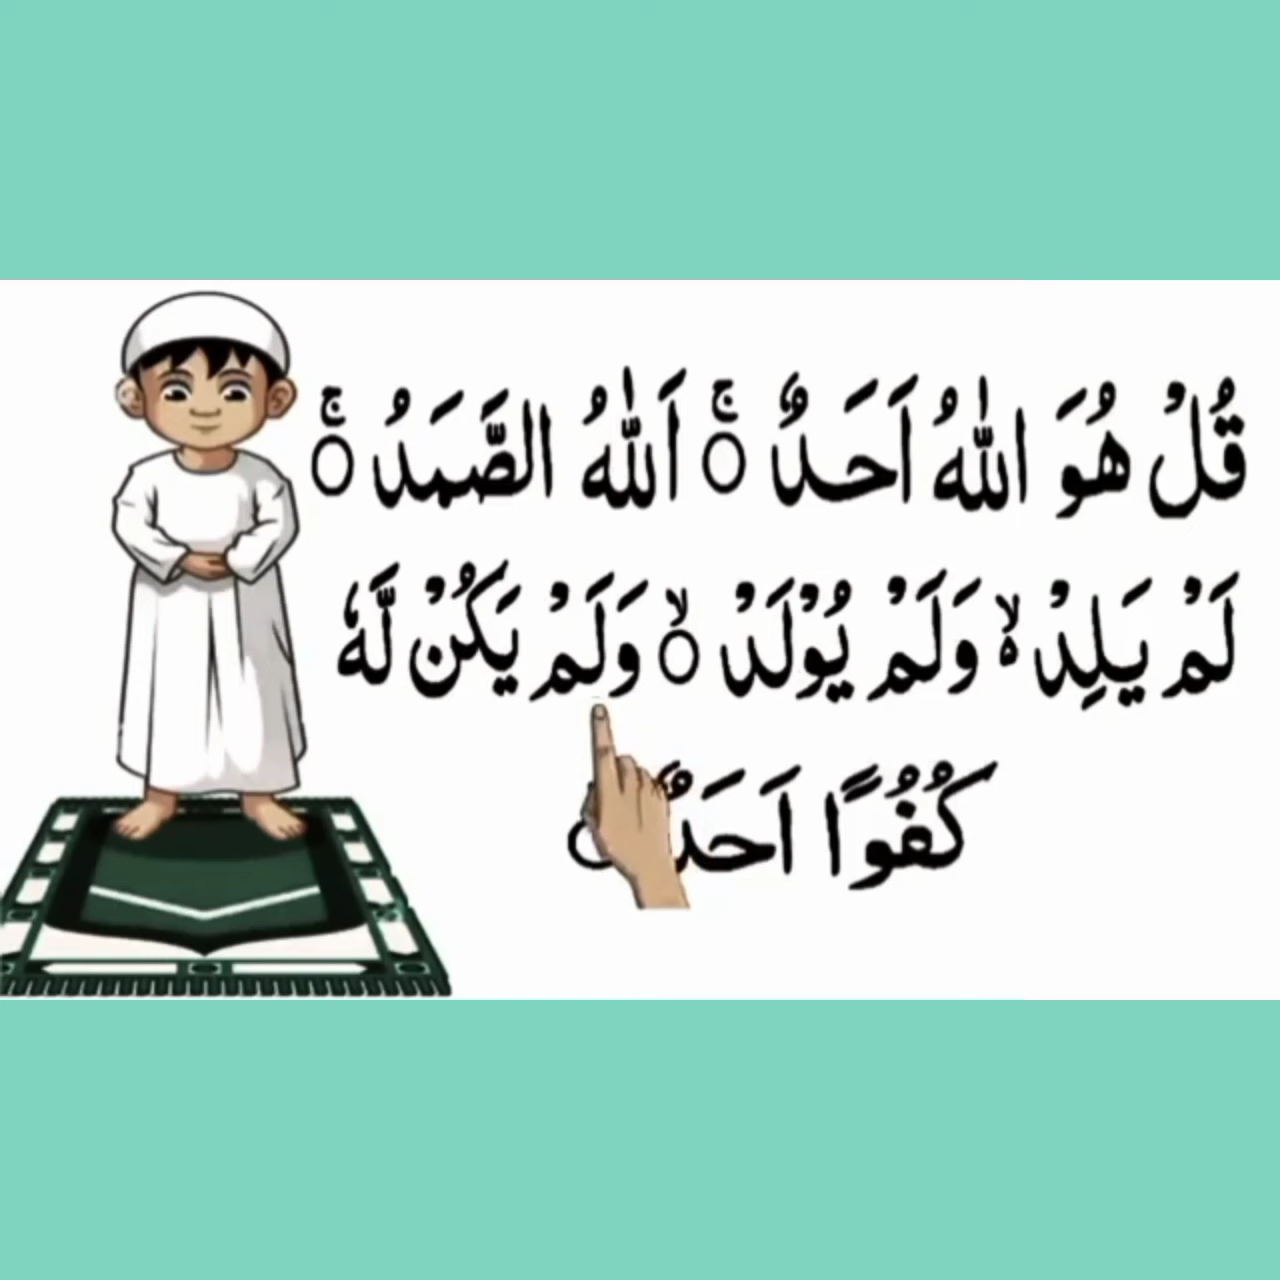 قُلْ هُوَ اللّٰهُ اَحَدٌ ۚ۝ اَللّٰهُ الصَّمَدُ ۚ۝
لَمْ يَلِدْ ۙ۬ وَلَمْ يُوْلَدْ ۙ۝ وَلَمْ يَكُنْ لَّهٗ
كُفُوًا اَحَدٌ ۝